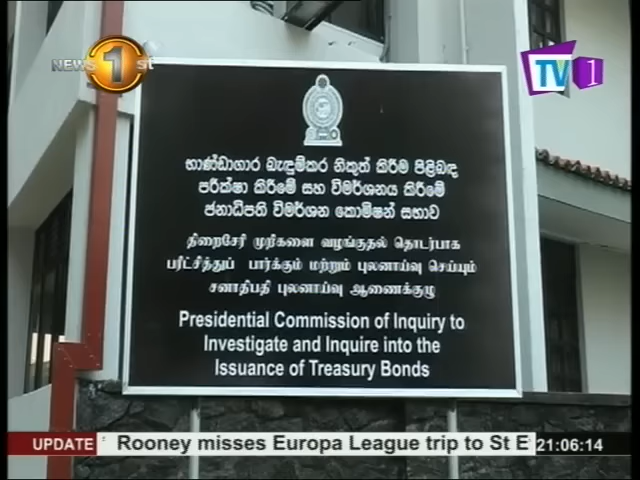 NEWS 1st
TV 1
භාණ්ඩාගාර බැඳුම්කර නිකුත් කිරීම පිළිබඳ
පරීක්ෂා කිරීමේ සහ විමර්ශනය කිරීමේ
ජනාධිපති විමර්ශන කොමිෂන් සභාව
திறைசேரி முறிகளை வழங்குதல் தொடர்பாக
பரீட்சித்துப் பார்க்கும் மற்றும் புலனாய்வு செய்யும்
சனாதிபதி புலனாய்வு ஆணைக்குழு
Presidential Commission of Inquiry to
Investigate and Inquire into the
Issuance of Treasury Bonds
UPDATE Rooney misses Europa League trip to St E 21:06:14